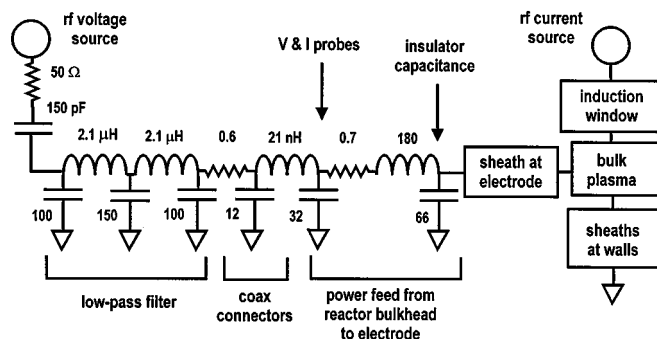 rf voltage
source
rf current
source
50 Ω
V & I probes
insulator
capacitance
150 pF
induction
window
2.1 μH
2.1 μH
0.6
21 nH
0.7
180
sheath at
electrode
bulk
plasma
100
150
100
12
32
66
sheaths
at walls
low-pass filter
coax
connectors
power feed from
reactor bulkhead
to electrode